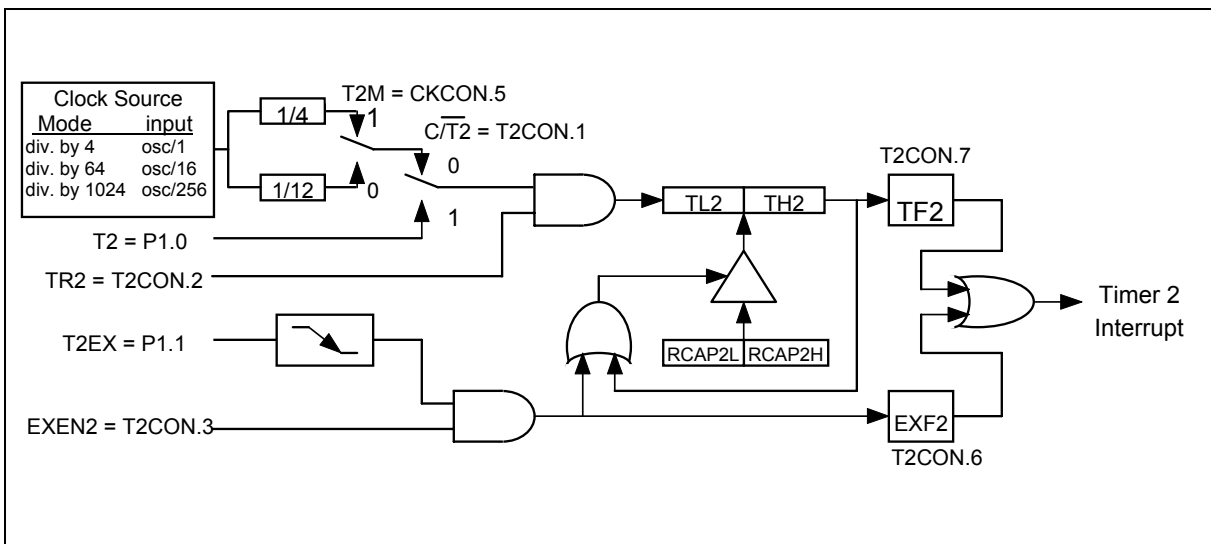 Clock Source
Mode input
div. by 4 osc/1
div. by 64 osc/16
div. by 1024 osc/256
1/4
1/12
T2M = CKCON.5
1
0
C/T2 = T2CON.1
0
1
T2 = P1.0
TR2 = T2CON.2
TL2 TH2
T2CON.7
TF2
T2EX = P1.1
RCAP2L RCAP2H
Timer 2
Interrupt
EXEN2 = T2CON.3
EXF2
T2CON.6